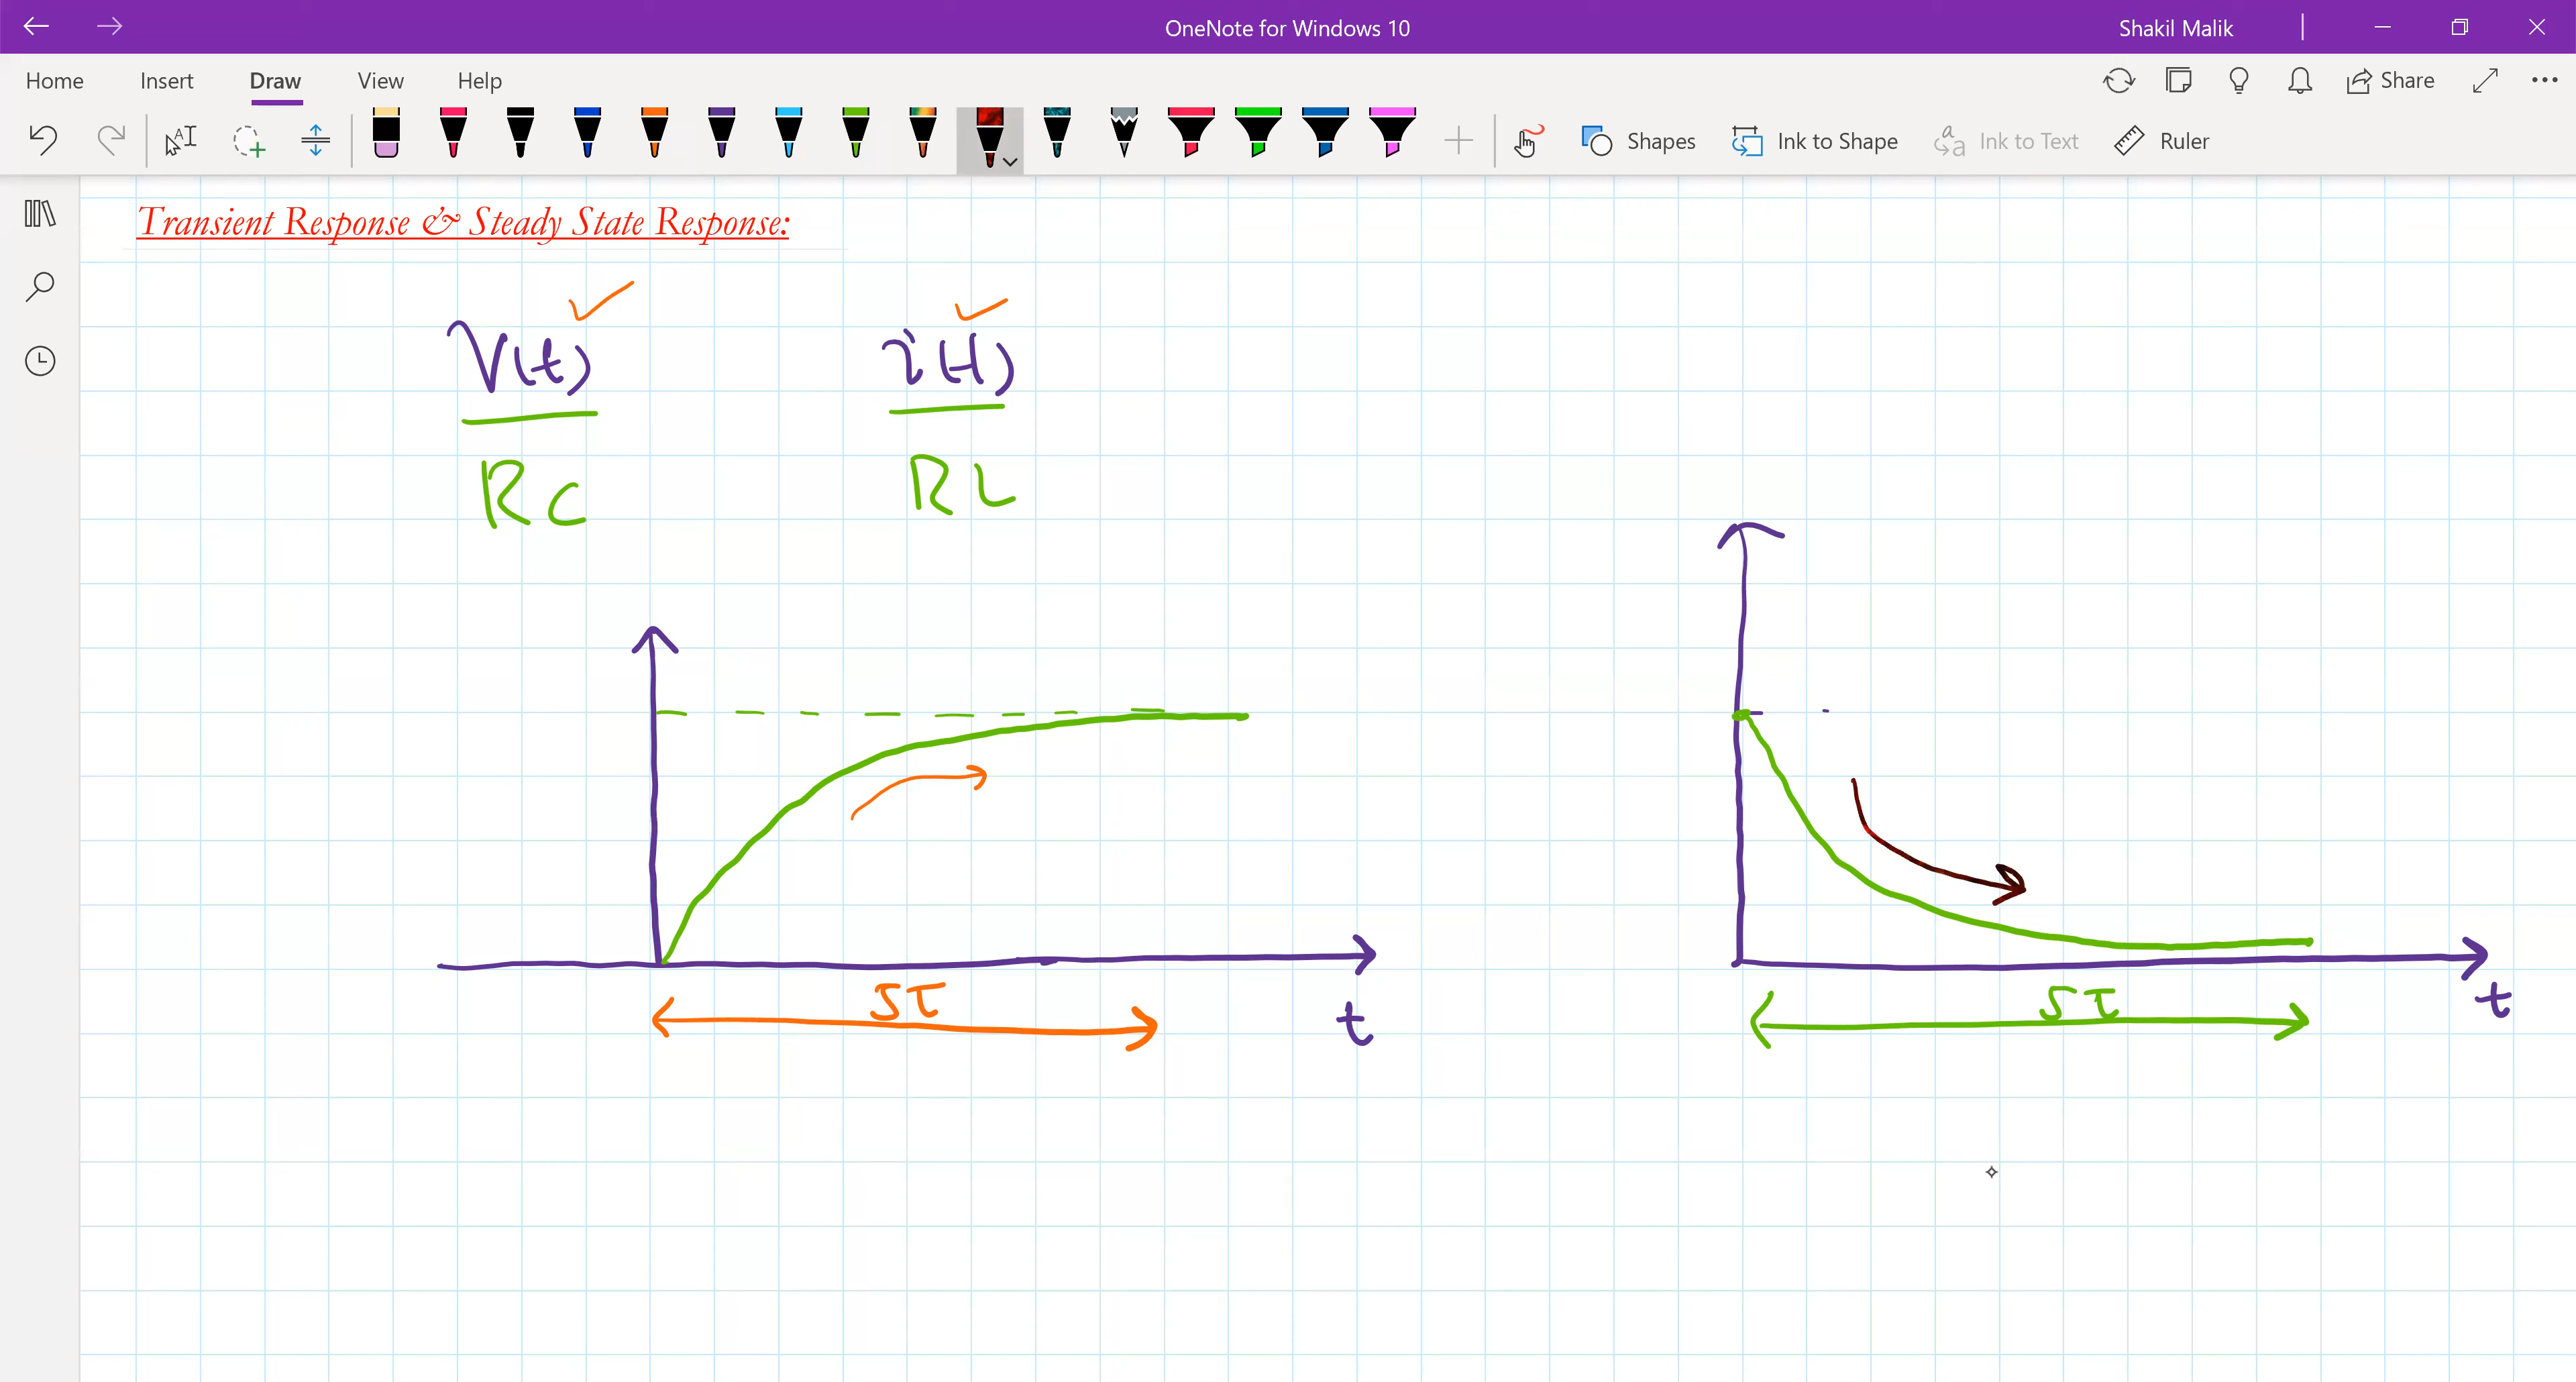 OneNote for Windows 10
Shakil Malik
Home Insert Draw View Help
Share
Shapes Ink to Shape Ink to Text Ruler
Transient Response & Steady State Response:
V(t) i(t)
RC RL
5τ
t
5τ
t